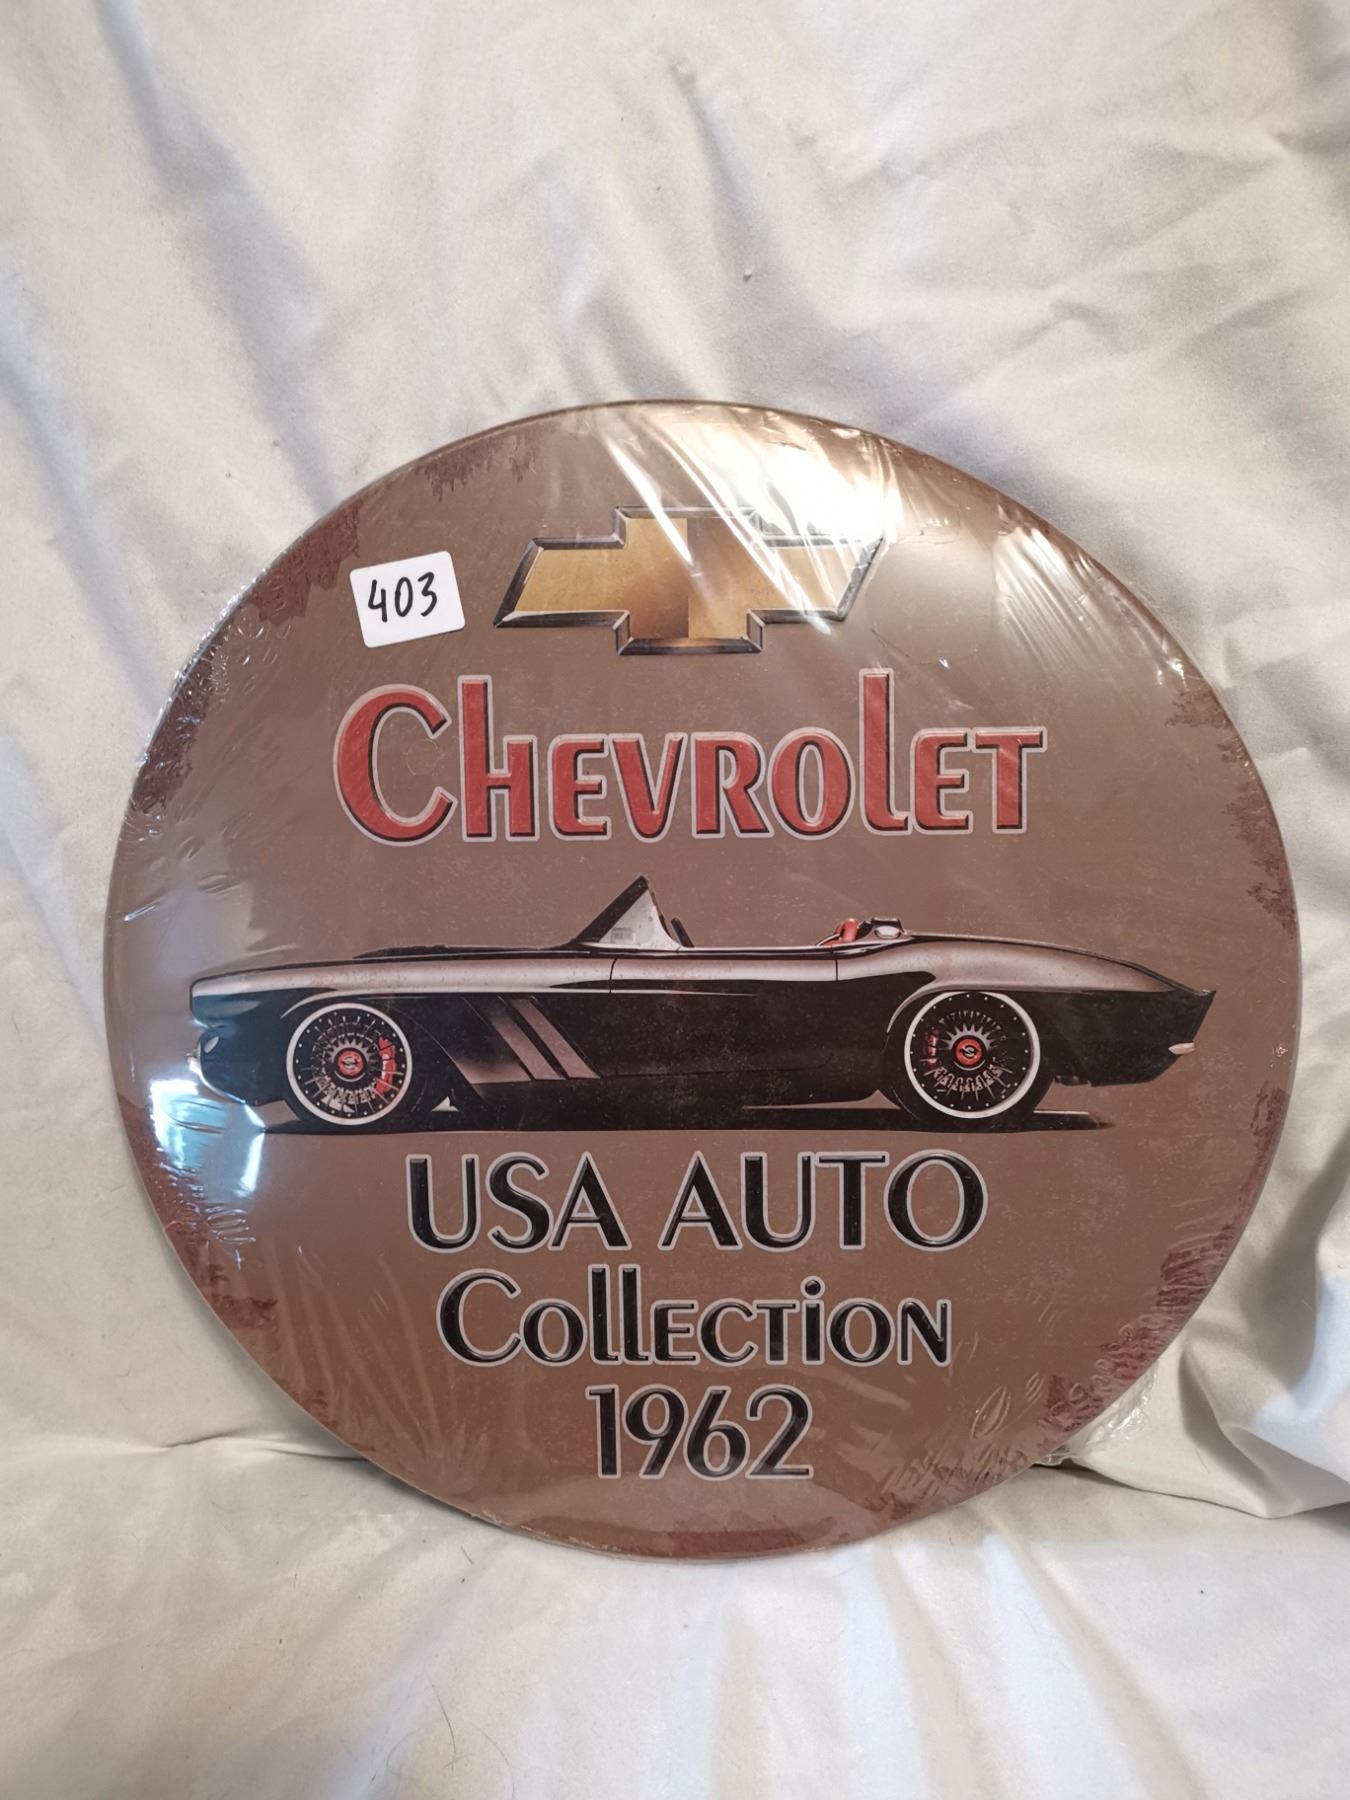 403
Chevrolet
USA AUTO
Collection
1962